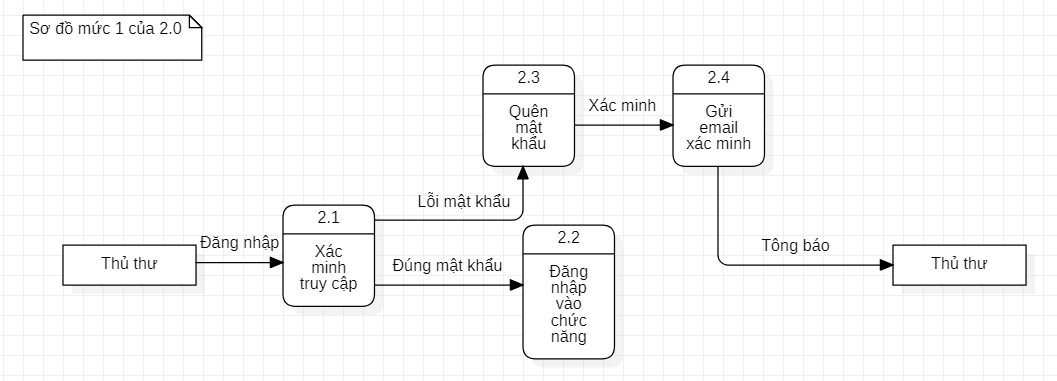 Sơ đồ mức 1 của 2.0
2.3
Quên
mật
khẩu
Xác minh
2.4
Gửi
email
xác minh
Lỗi mật khẩu
Thủ thư
Đăng nhập
2.1
Xác
minh
truy cập
Đúng mật khẩu
2.2
Đăng
nhập
vào
chức
năng
Tông báo
Thủ thư